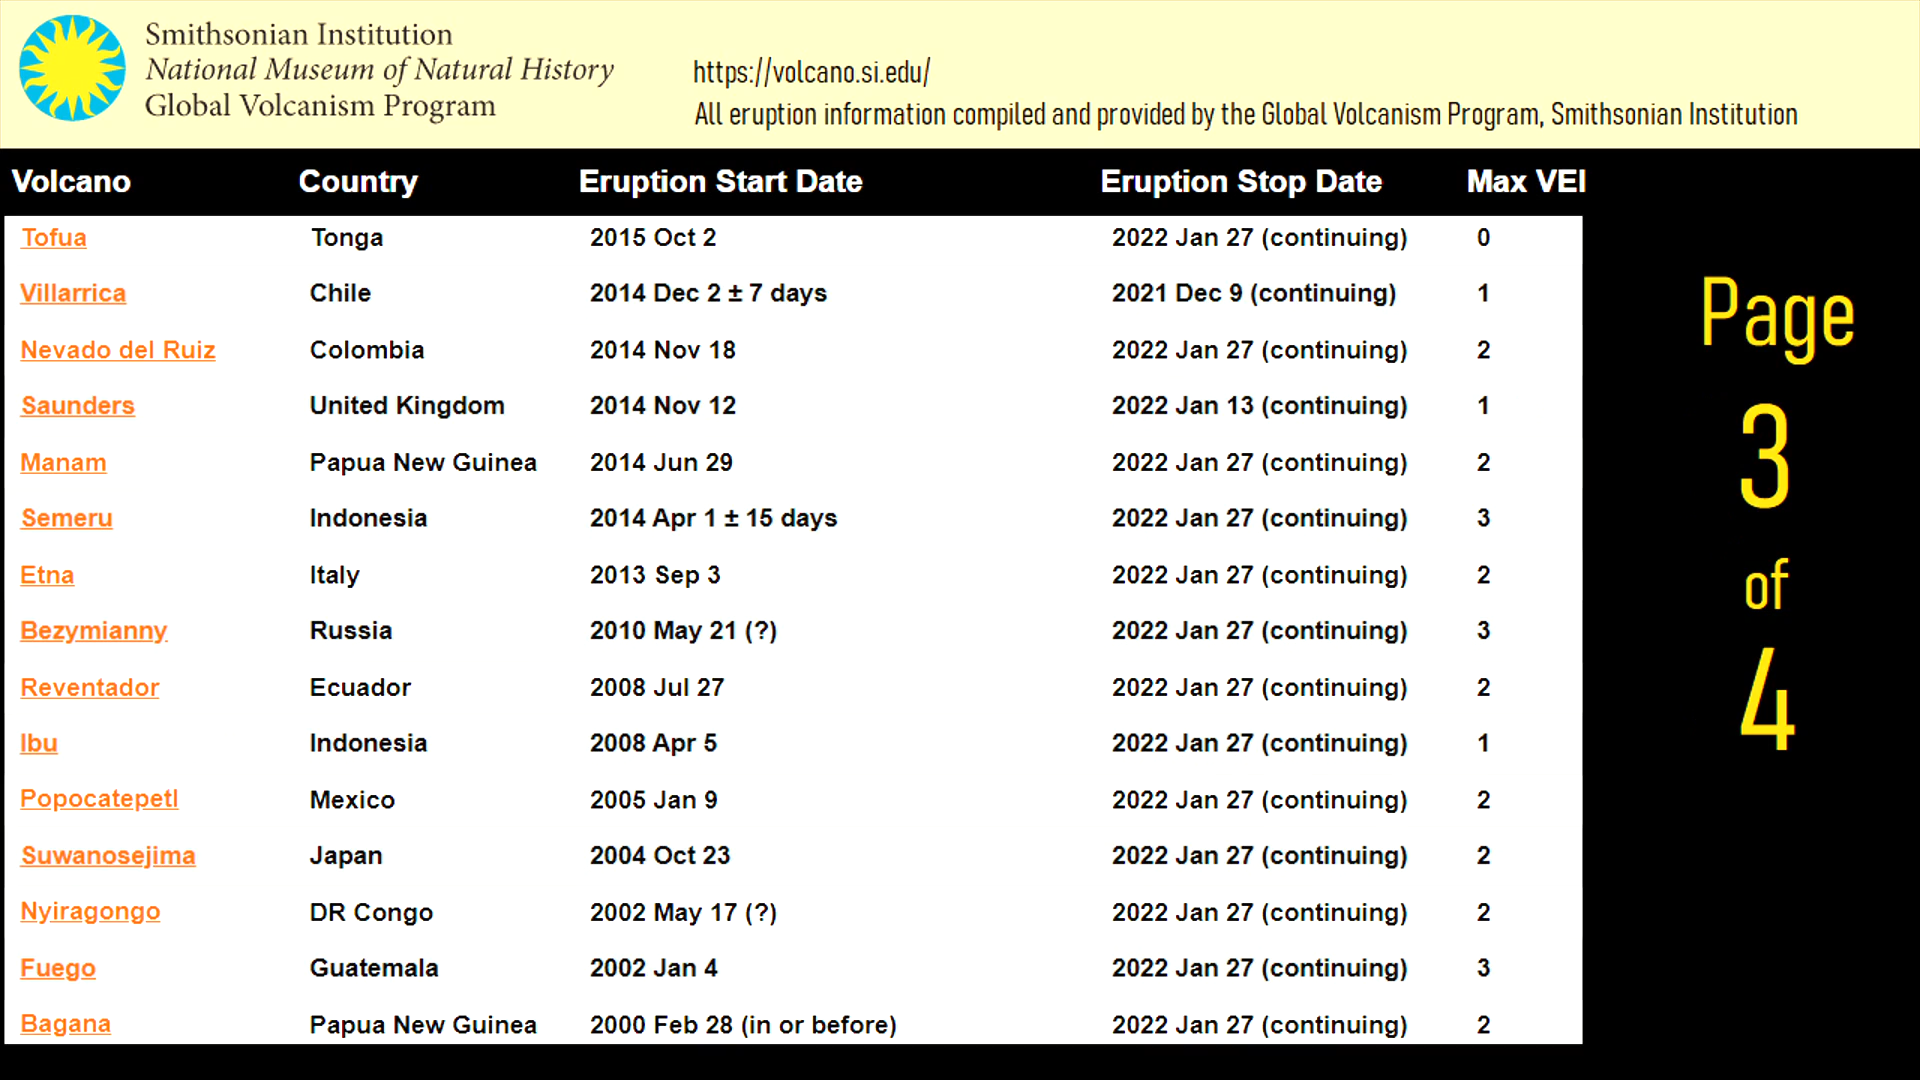 Smithsonian Institution
National Museum of Natural History
Global Volcanism Program
https://volcano.si.edu/
All eruption information compiled and provided by the Global Volcanism Program, Smithsonian Institution
Volcano Country Eruption Start Date Eruption Stop Date Max VEI
Tofua Tonga 2015 Oct 2 2022 Jan 27 (continuing) 0
Villarrica Chile 2014 Dec 2 ± 7 days 2021 Dec 9 (continuing) 1
Nevado del Ruiz Colombia 2014 Nov 18 2022 Jan 27 (continuing) 2
Saunders United Kingdom 2014 Nov 12 2022 Jan 13 (continuing) 1
Manam Papua New Guinea 2014 Jun 29 2022 Jan 27 (continuing) 2
Semeru Indonesia 2014 Apr 1 ± 15 days 2022 Jan 27 (continuing) 3
Etna Italy 2013 Sep 3 2022 Jan 27 (continuing) 2
Bezymianny Russia 2010 May 21 (?) 2022 Jan 27 (continuing) 3
Reventador Ecuador 2008 Jul 27 2022 Jan 27 (continuing) 2
Ibu Indonesia 2008 Apr 5 2022 Jan 27 (continuing) 1
Popocatepetl Mexico 2005 Jan 9 2022 Jan 27 (continuing) 2
Suwanosejima Japan 2004 Oct 23 2022 Jan 27 (continuing) 2
Nyiragongo DR Congo 2002 May 17 (?) 2022 Jan 27 (continuing) 2
Fuego Guatemala 2002 Jan 4 2022 Jan 27 (continuing) 3
Bagana Papua New Guinea 2000 Feb 28 (in or before) 2022 Jan 27 (continuing) 2
Page
3
of
4